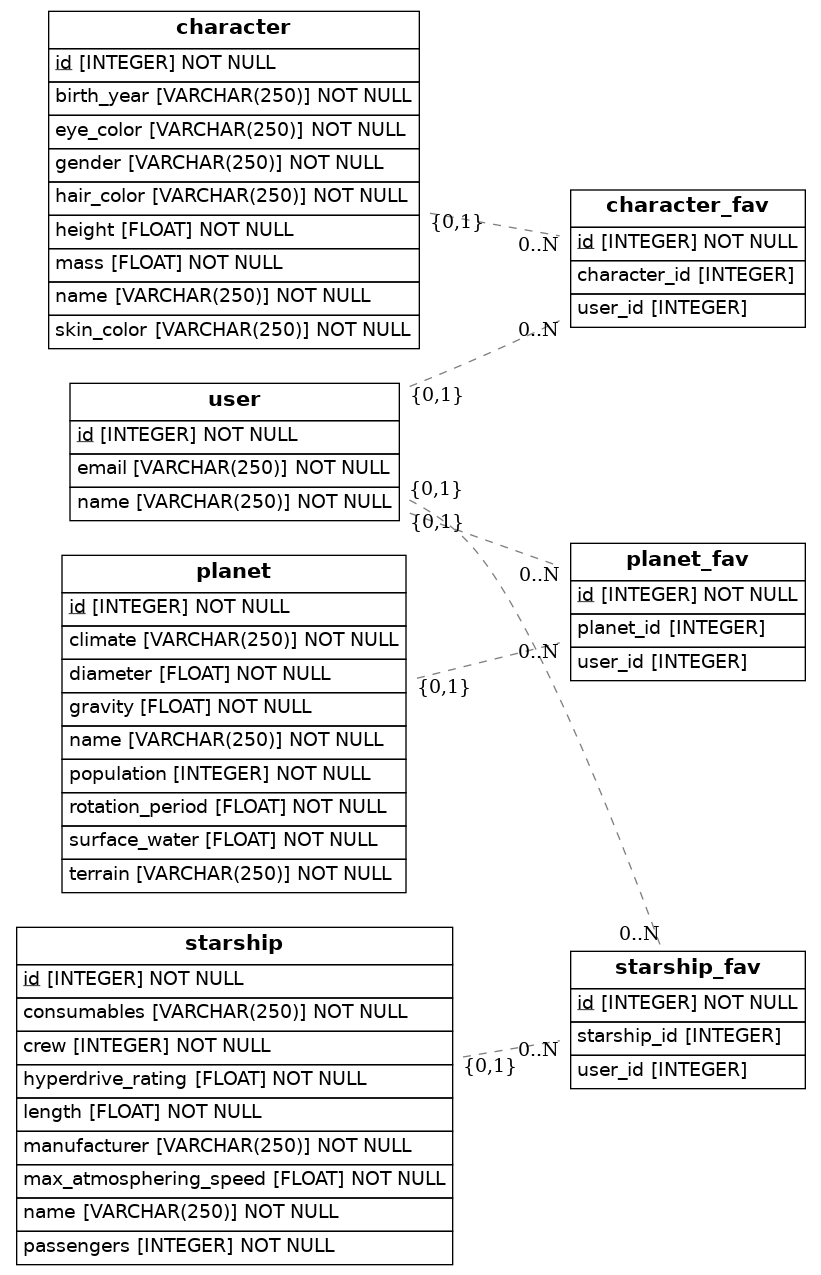 character
id [INTEGER] NOT NULL
birth_year [VARCHAR(250)] NOT NULL
eye_color [VARCHAR(250)] NOT NULL
gender [VARCHAR(250)] NOT NULL
hair_color [VARCHAR(250)] NOT NULL
height [FLOAT] NOT NULL
mass [FLOAT] NOT NULL
name [VARCHAR(250)] NOT NULL
skin_color [VARCHAR(250)] NOT NULL
{0,1}
0..N
character_fav
id [INTEGER] NOT NULL
character_id [INTEGER]
user_id [INTEGER]
0..N
{0,1}
user
id [INTEGER] NOT NULL
email [VARCHAR(250)] NOT NULL
name [VARCHAR(250)] NOT NULL
{0,1}
{0,1}
0..N
planet_fav
id [INTEGER] NOT NULL
planet_id [INTEGER]
user_id [INTEGER]
0..N
{0,1}
planet
id [INTEGER] NOT NULL
climate [VARCHAR(250)] NOT NULL
diameter [FLOAT] NOT NULL
gravity [FLOAT] NOT NULL
name [VARCHAR(250)] NOT NULL
population [INTEGER] NOT NULL
rotation_period [FLOAT] NOT NULL
surface_water [FLOAT] NOT NULL
terrain [VARCHAR(250)] NOT NULL
starship
id [INTEGER] NOT NULL
consumables [VARCHAR(250)] NOT NULL
crew [INTEGER] NOT NULL
hyperdrive_rating [FLOAT] NOT NULL
length [FLOAT] NOT NULL
manufacturer [VARCHAR(250)] NOT NULL
max_atmosphering_speed [FLOAT] NOT NULL
name [VARCHAR(250)] NOT NULL
passengers [INTEGER] NOT NULL
0..N
{0,1}
0..N
starship_fav
id [INTEGER] NOT NULL
starship_id [INTEGER]
user_id [INTEGER]